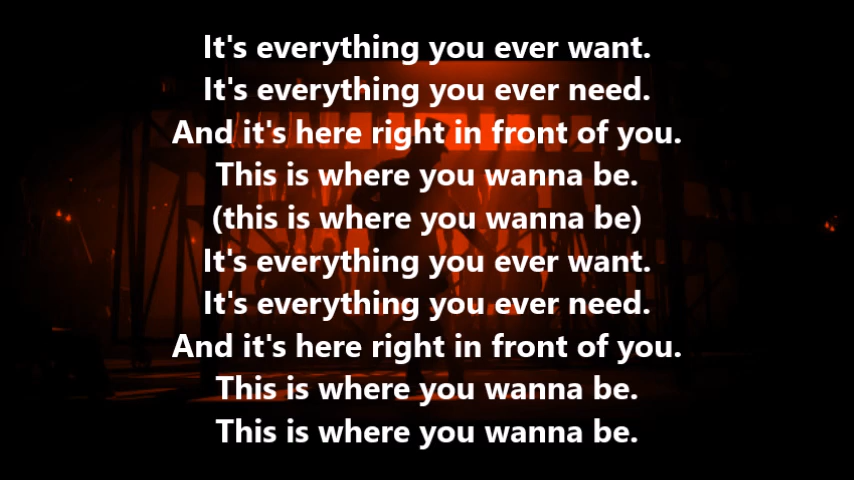 It's everything you ever want.
It's everything you ever need.
And it's here right in front of you.
This is where you wanna be.
(this is where you wanna be)
It's everything you ever want.
It's everything you ever need.
And it's here right in front of you.
This is where you wanna be.
This is where you wanna be.